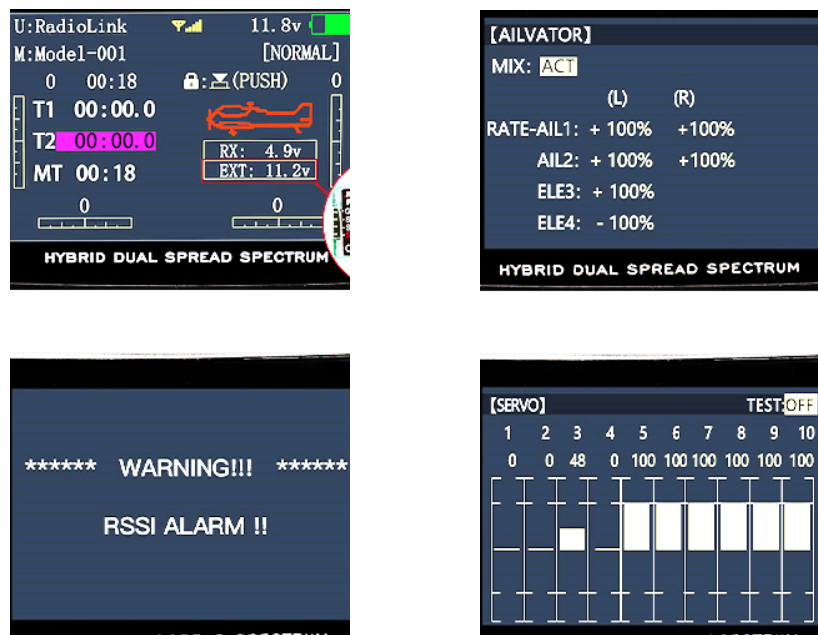 U:RadioLink 11.8v
M:Model-001 [NORMAL]
0 00:18 :(PUSH) 0
T1 00:00.0
T2 00:00.0
RX: 4.9v
MT 00:18
EXT: 11.2v
0 0
HYBRID DUAL SPREAD SPECTRUM
[AILVATOR]
MIX: ACT
(L) (R)
RATE-AIL1: + 100% +100%
AIL2: + 100% +100%
ELE3: + 100%
ELE4: - 100%
HYBRID DUAL SPREAD SPECTRUM
****** WARNING!!! ******
RSSI ALARM !!
[SERVO] TEST:OFF
1 2 3 4 5 6 7 8 9 10
0 0 48 0 100 100 100 100 100 100